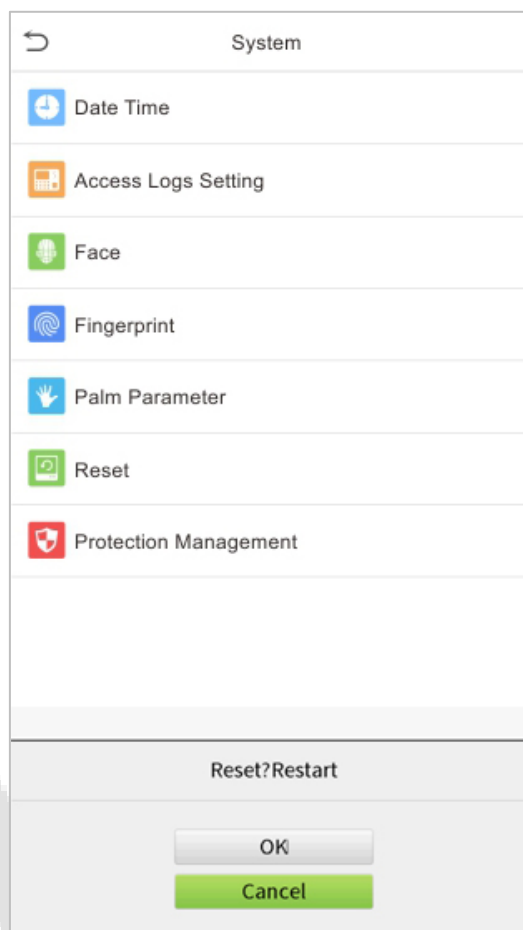 System
Date Time
Access Logs Setting
Face
Fingerprint
Palm Parameter
Reset
Protection Management
Reset?Restart
OK
Cancel